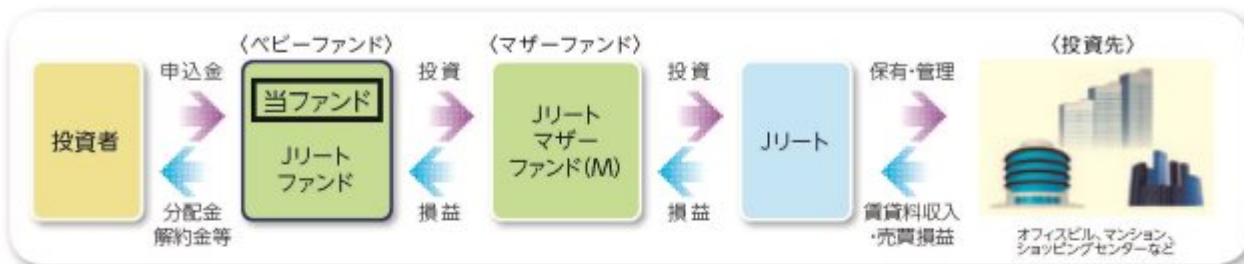 〈ベビーファンド〉
〈マザーファンド〉
〈投資先〉
投資者
申込金
分配金
解約金等
当ファンド
Jリート
ファンド
投資
損益
Jリート
マザー
ファンド(M)
投資
損益
Jリート
保有・管理
賃貸料収入
・売買損益
オフィスビル、マンション、
ショッピングセンターなど